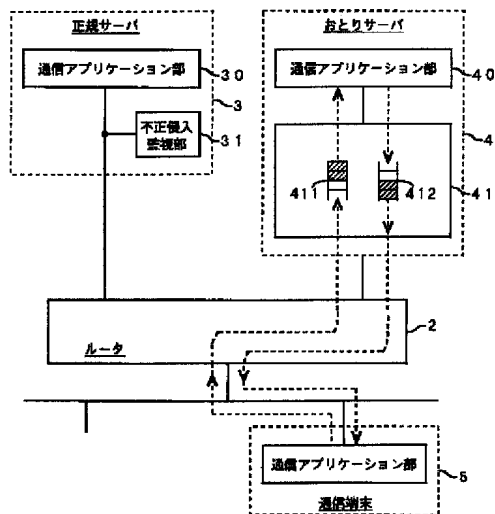 正規サーバ
通信アプリケーション部
30
3
不正侵入
監視部
31
おとりサーバ
通信アプリケーション部
40
4
411
412
41
ルータ
2
通信アプリケーション部
5
通信端末